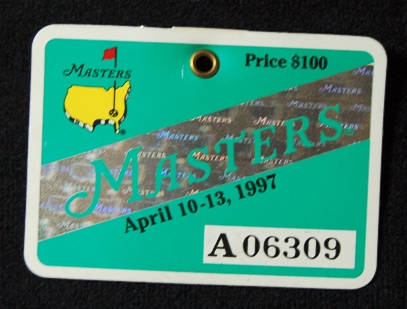 MASTERS
Price $100
MASTERS
April 10-13, 1997
A 06309